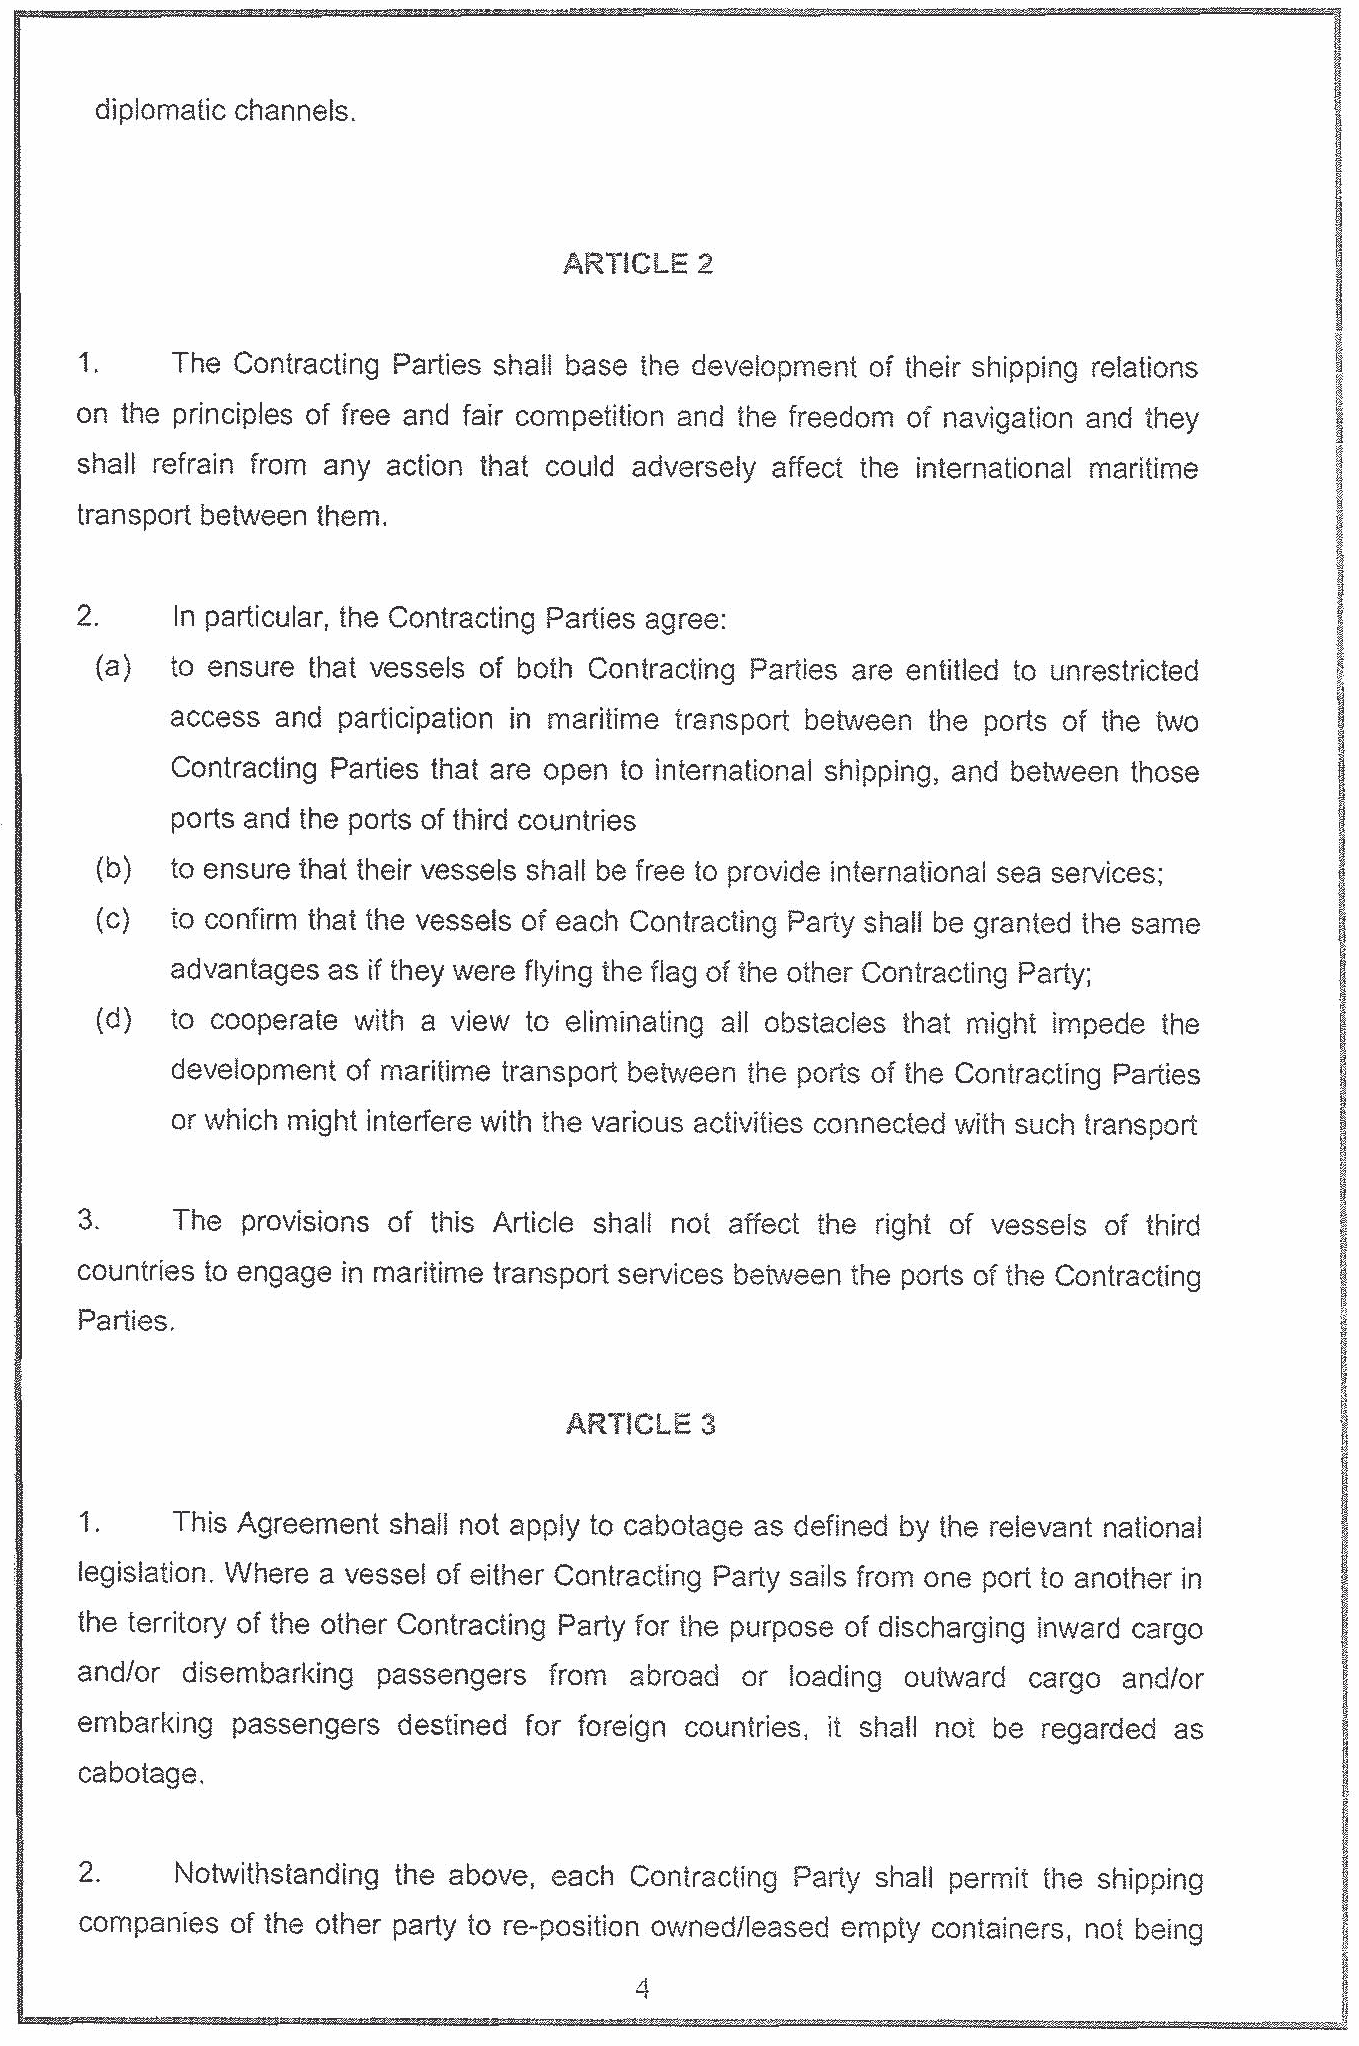 diplomatic channels.
ARTICLE 2
1. The Contracting Parties shall base the development of their shipping relations
on the principles of free and fair competition and the freedom of navigation and they
shall refrain from any action that could adversely affect the international maritime
transport between them.
2. In particular, the Contracting Parties agree:
(a) to ensure that vessels of both Contracting Parties are entitled to unrestricted
access and participation in maritime transport between the ports of the two
Contracting Parties that are open to international shipping, and between those
ports and the ports of third countries
(b) to ensure that their vessels shall be free to provide international sea services;
(c) to confirm that the vessels of each Contracting Party shall be granted the same
advantages as if they were flying the flag of the other Contracting Party;
(d) to cooperate with a view to eliminating all obstacles that might impede the
development of maritime transport between the ports of the Contracting Parties
or which might interfere with the various activities connected with such transport
3. The provisions of this Article shall not affect the right of vessels of third
countries to engage in maritime transport services between the ports of the Contracting
Parties.
ARTICLE 3
1. This Agreement shall not apply to cabotage as defined by the relevant national
legislation. Where a vessel of either Contracting Party sails from one port to another in
the territory of the other Contracting Party for the purpose of discharging inward cargo
and/or disembarking passengers from abroad or loading outward cargo and/or
embarking passengers destined for foreign countries, it shall not be regarded as
cabotage.
2. Notwithstanding the above, each Contracting Party shall permit the shipping
companies of the other party to re-position owned/leased empty containers, not being
4